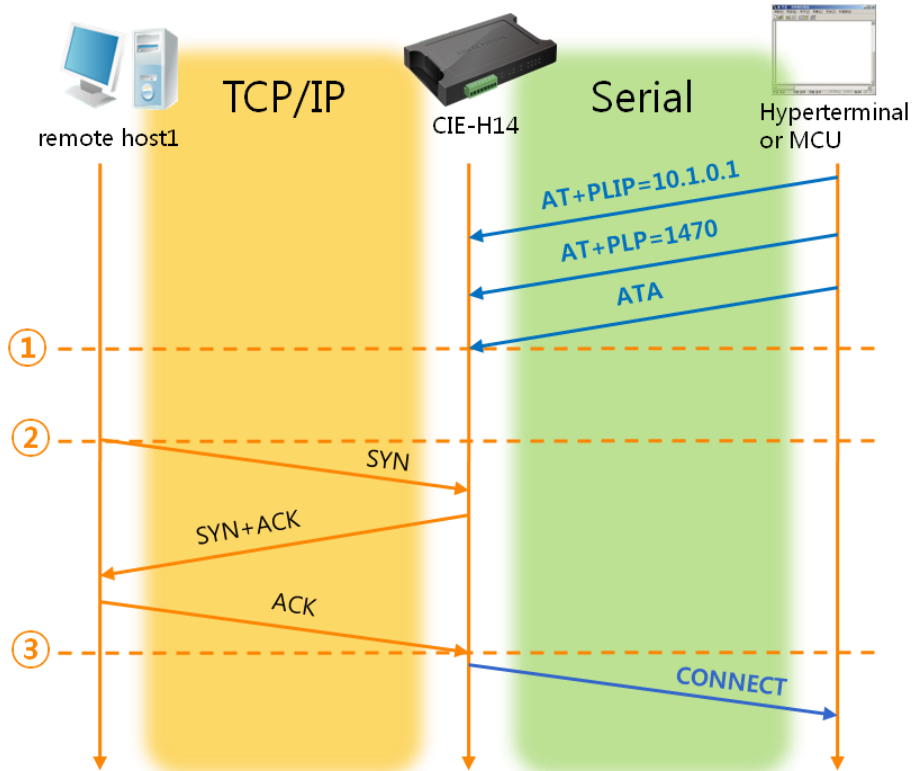 TCP/IP
Serial
remote host1
CIE-H14
Hyperterminal
or MCU
AT+PLIP=10.1.0.1
AT+PLP=1470
ATA
①
②
SYN
SYN+ACK
ACK
③
CONNECT